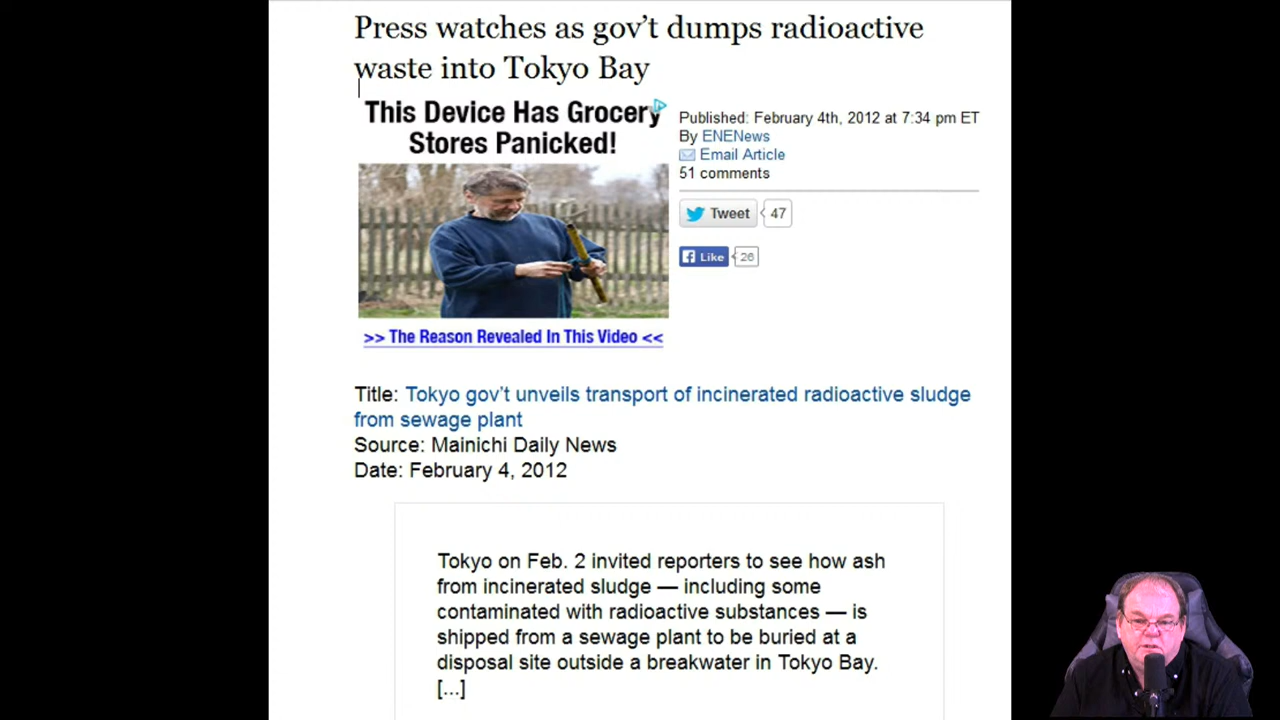 Press watches as gov't dumps radioactive
waste into Tokyo Bay
This Device Has Grocery
Stores Panicked!
>> The Reason Revealed In This Video <<
Published: February 4th, 2012 at 7:34 pm ET
By ENENews
Email Article
51 comments
Tweet 47
Like 26
Title: Tokyo gov't unveils transport of incinerated radioactive sludge
from sewage plant
Source: Mainichi Daily News
Date: February 4, 2012
Tokyo on Feb. 2 invited reporters to see how ash
from incinerated sludge — including some
contaminated with radioactive substances — is
shipped from a sewage plant to be buried at a
disposal site outside a breakwater in Tokyo Bay.
[...]